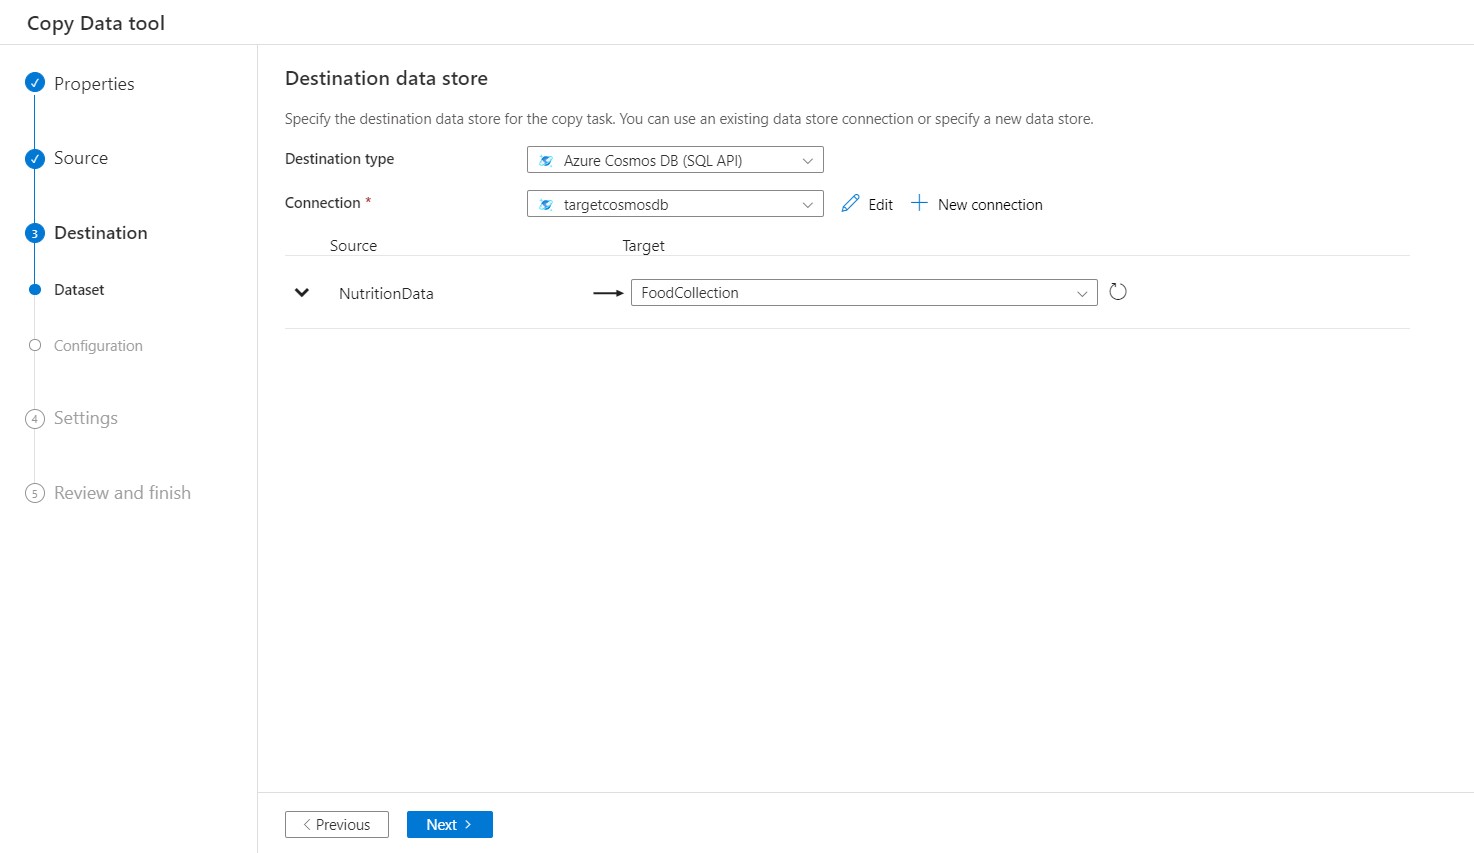 Copy Data tool
Properties
Source
3 Destination
Dataset
Configuration
4 Settings
5 Review and finish
Destination data store
Specify the destination data store for the copy task. You can use an existing data store connection or specify a new data store.
Destination type Azure Cosmos DB (SQL API)
Connection * targetcosmosdb Edit New connection
Source Target
NutritionData FoodCollection
Previous Next